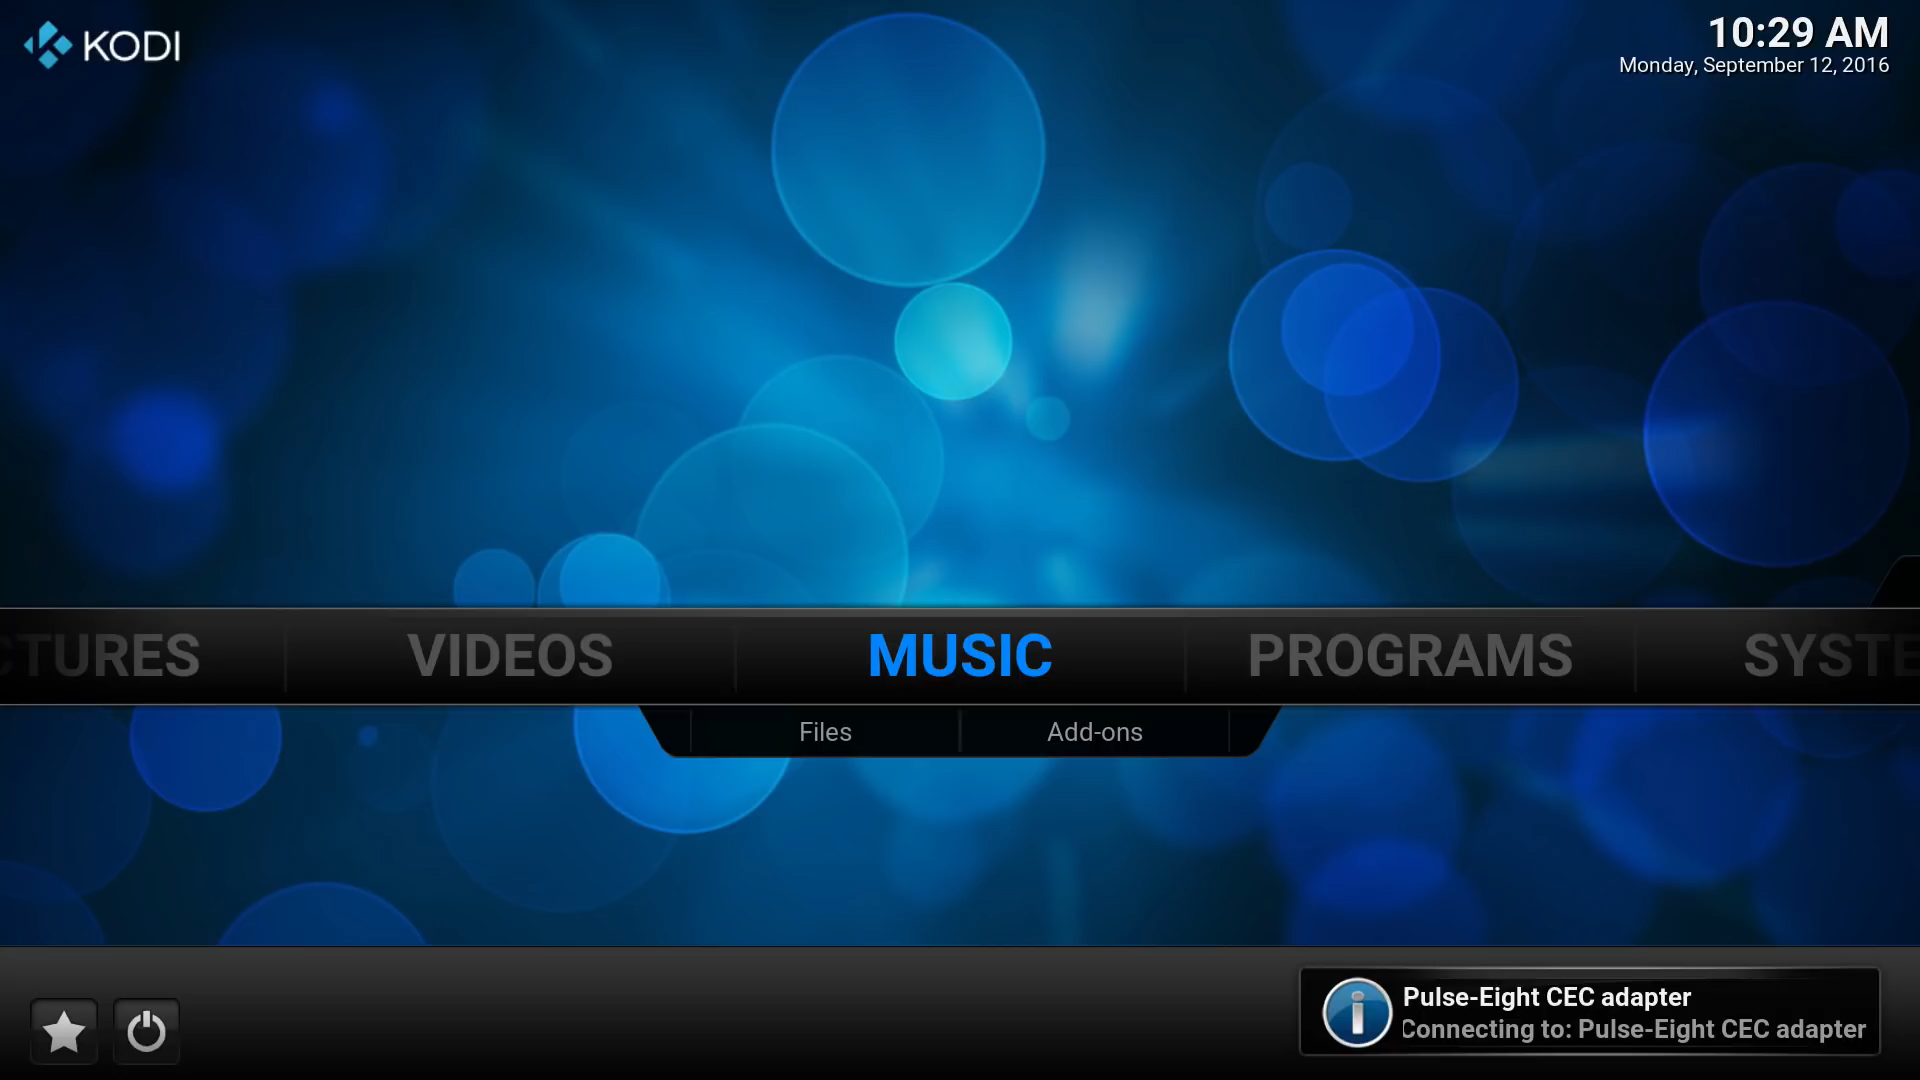 KODI
10:29 AM
Monday, September 12, 2016
CTURES VIDEOS MUSIC PROGRAMS SYSTE
Files Add-ons
Pulse-Eight CEC adapter
Connecting to: Pulse-Eight CEC adapter